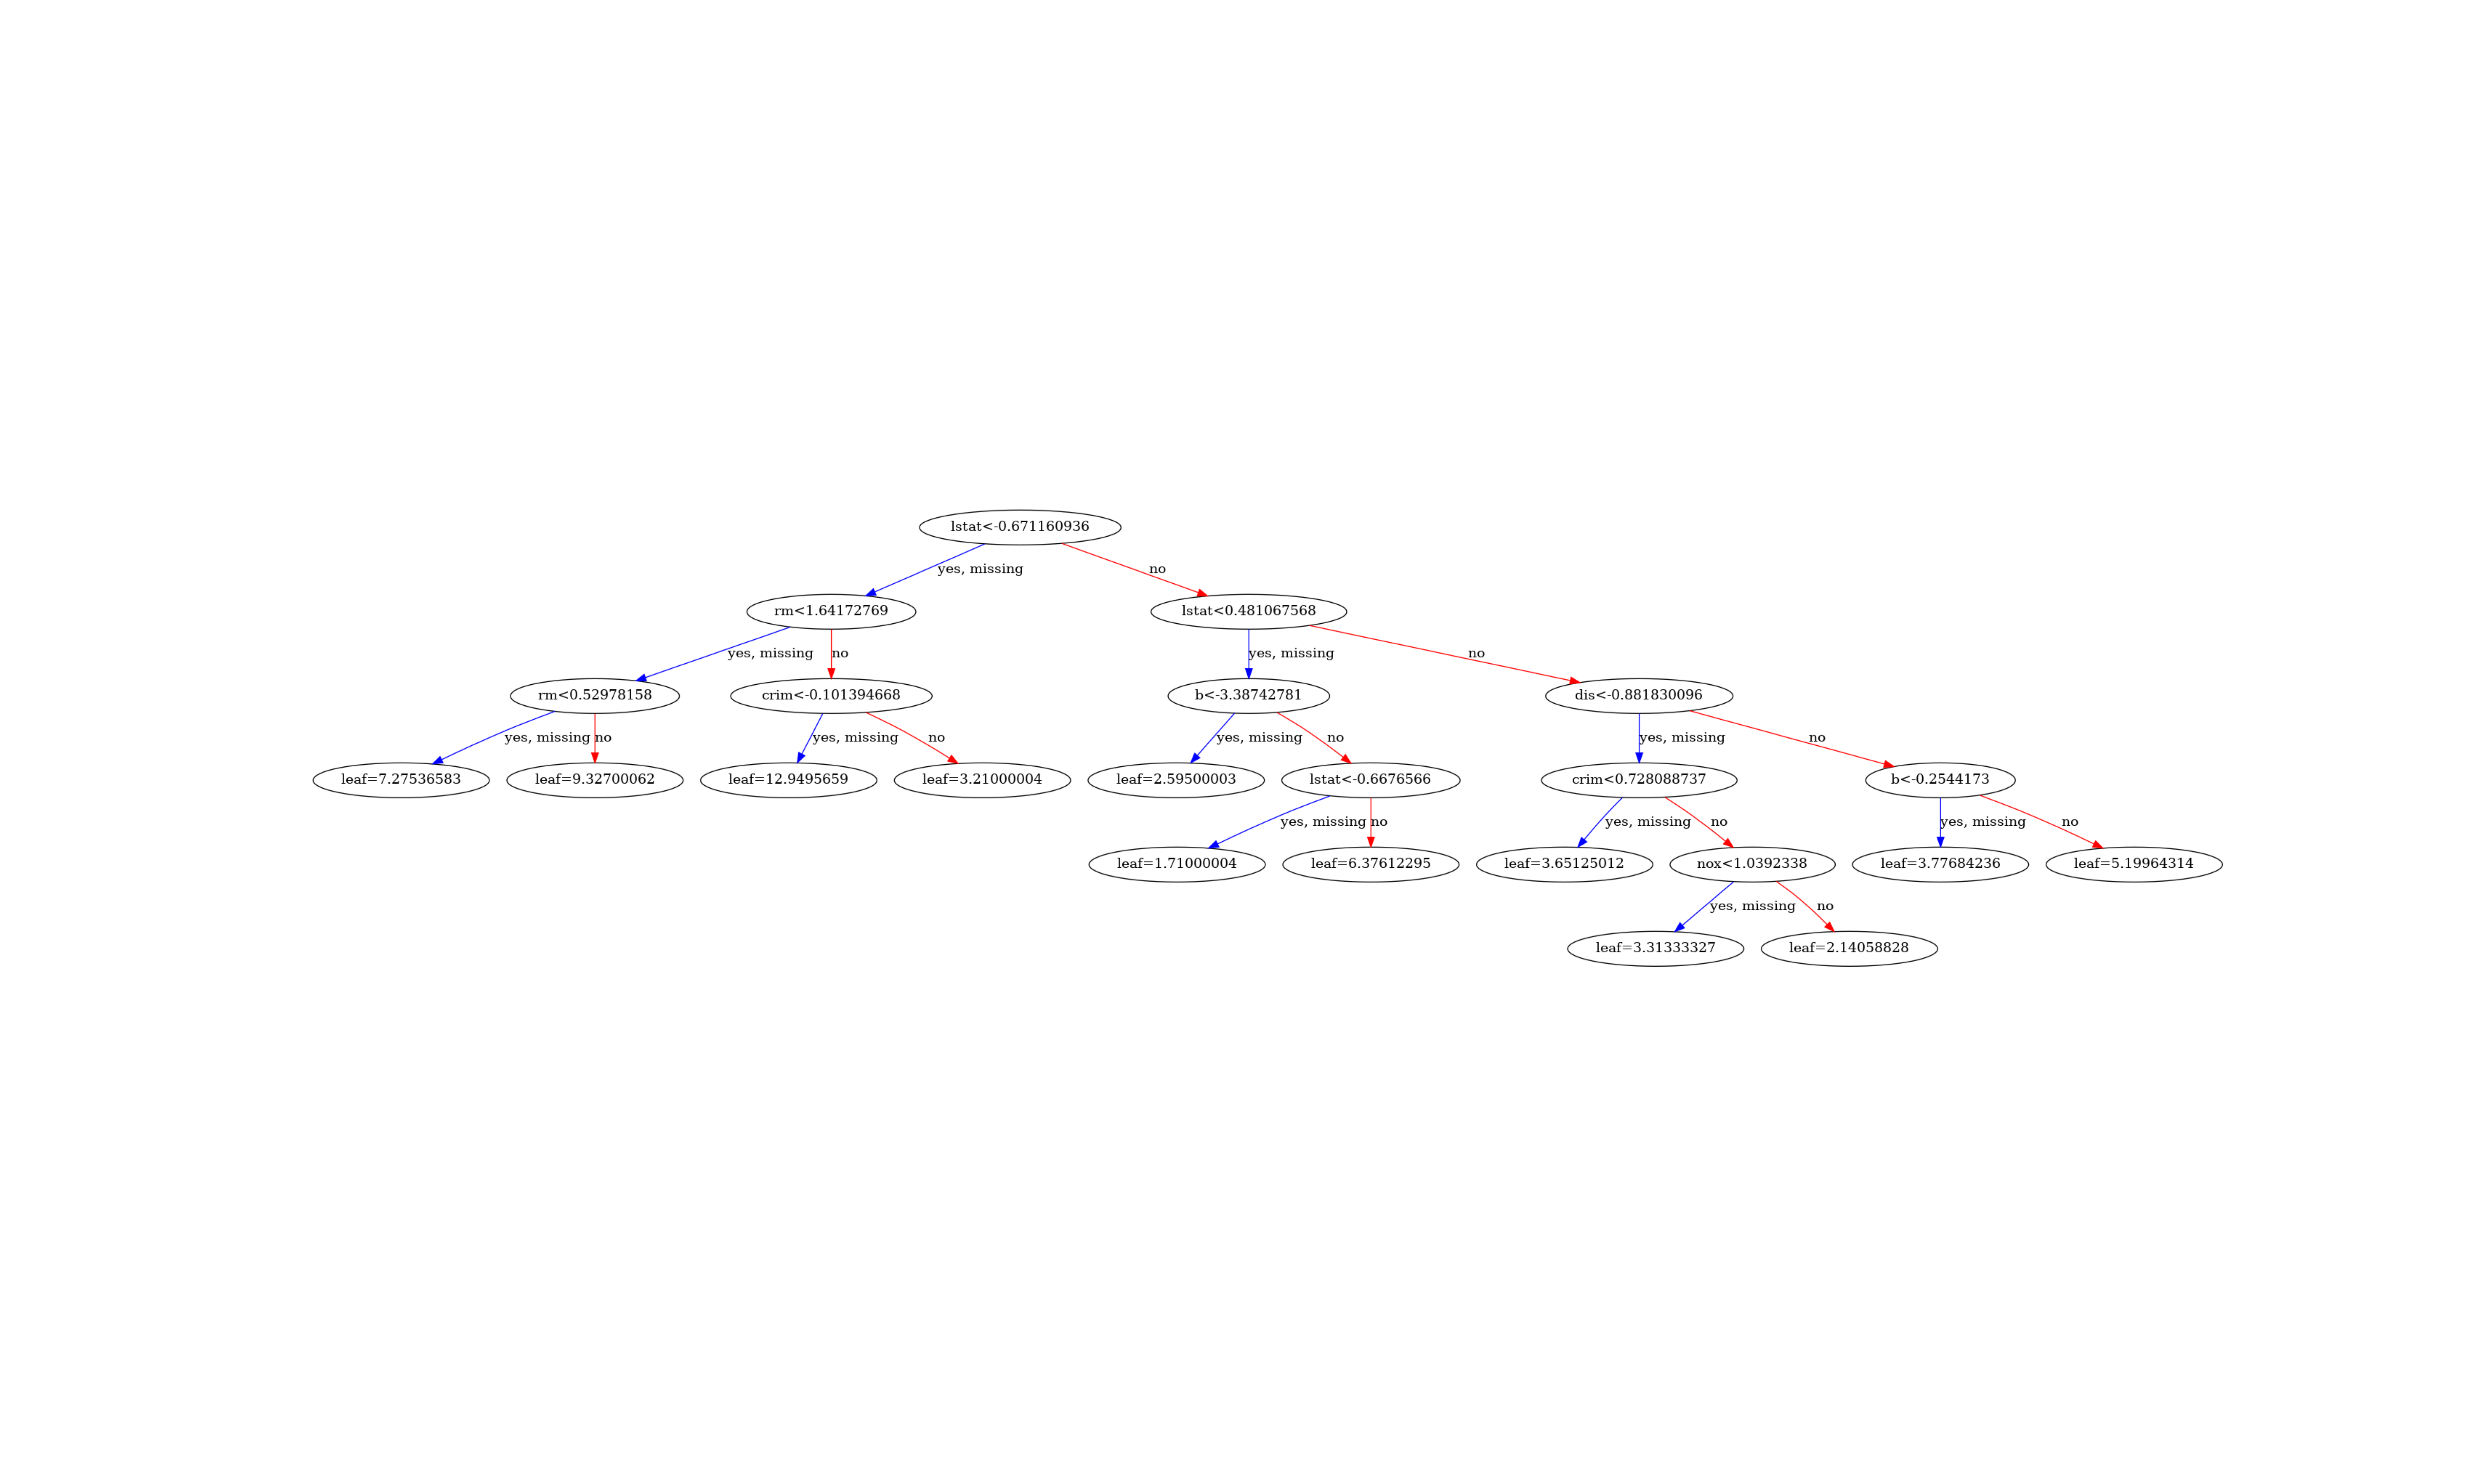 lstat<-0.671160936
yes, missing
no
rm<1.64172769
lstat<0.481067568
yes, missing
no
yes, missing
no
rm<0.52978158
crim<-0.101394668
b<-3.38742781
dis<-0.881830096
yes, missing
no
yes, missing
no
yes, missing
no
yes, missing
no
leaf=7.27536583
leaf=9.32700062
leaf=12.9495659
leaf=3.21000004
leaf=2.59500003
lstat<-0.6676566
crim<0.728088737
b<-0.2544173
yes, missing
no
yes, missing
no
yes, missing
no
leaf=1.71000004
leaf=6.37612295
leaf=3.65125012
nox<1.0392338
leaf=3.77684236
leaf=5.19964314
yes, missing
no
leaf=3.31333327
leaf=2.14058828